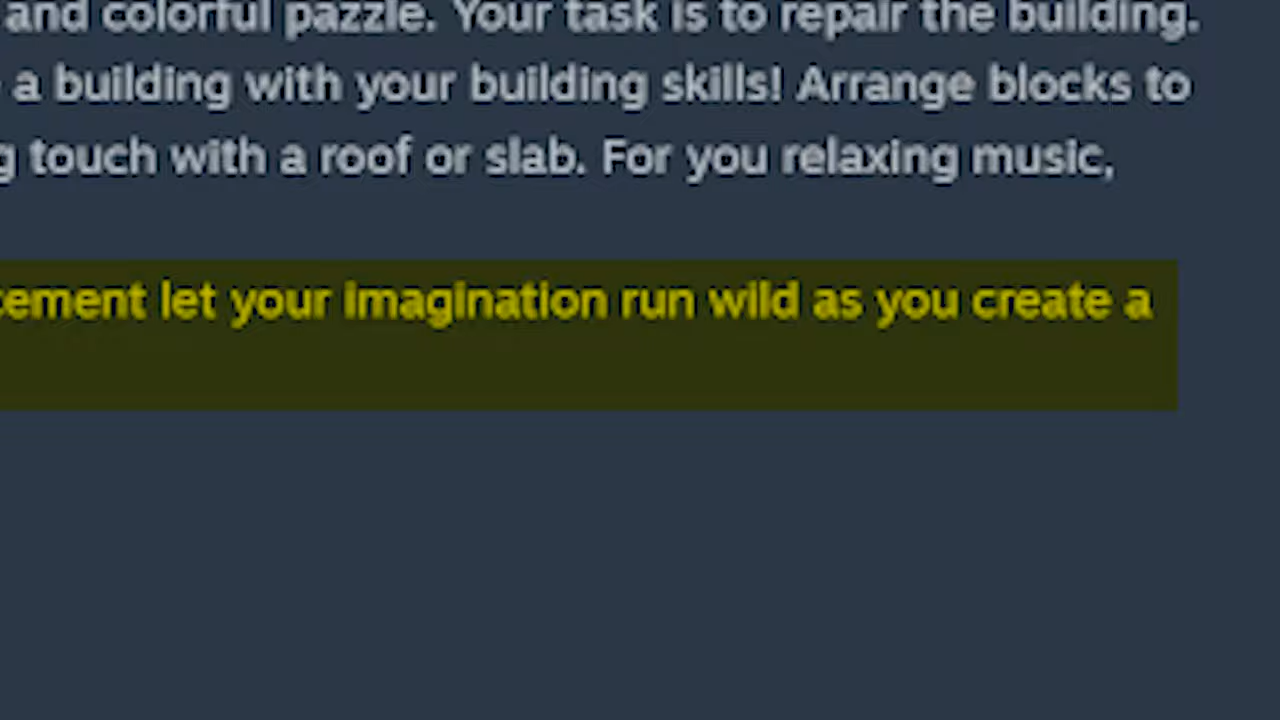 and colorful pazzle. Your task is to repair the building.
a building with your building skills! Arrange blocks to
touch with a roof or slab. For you relaxing music,
let your imagination run wild as you create a